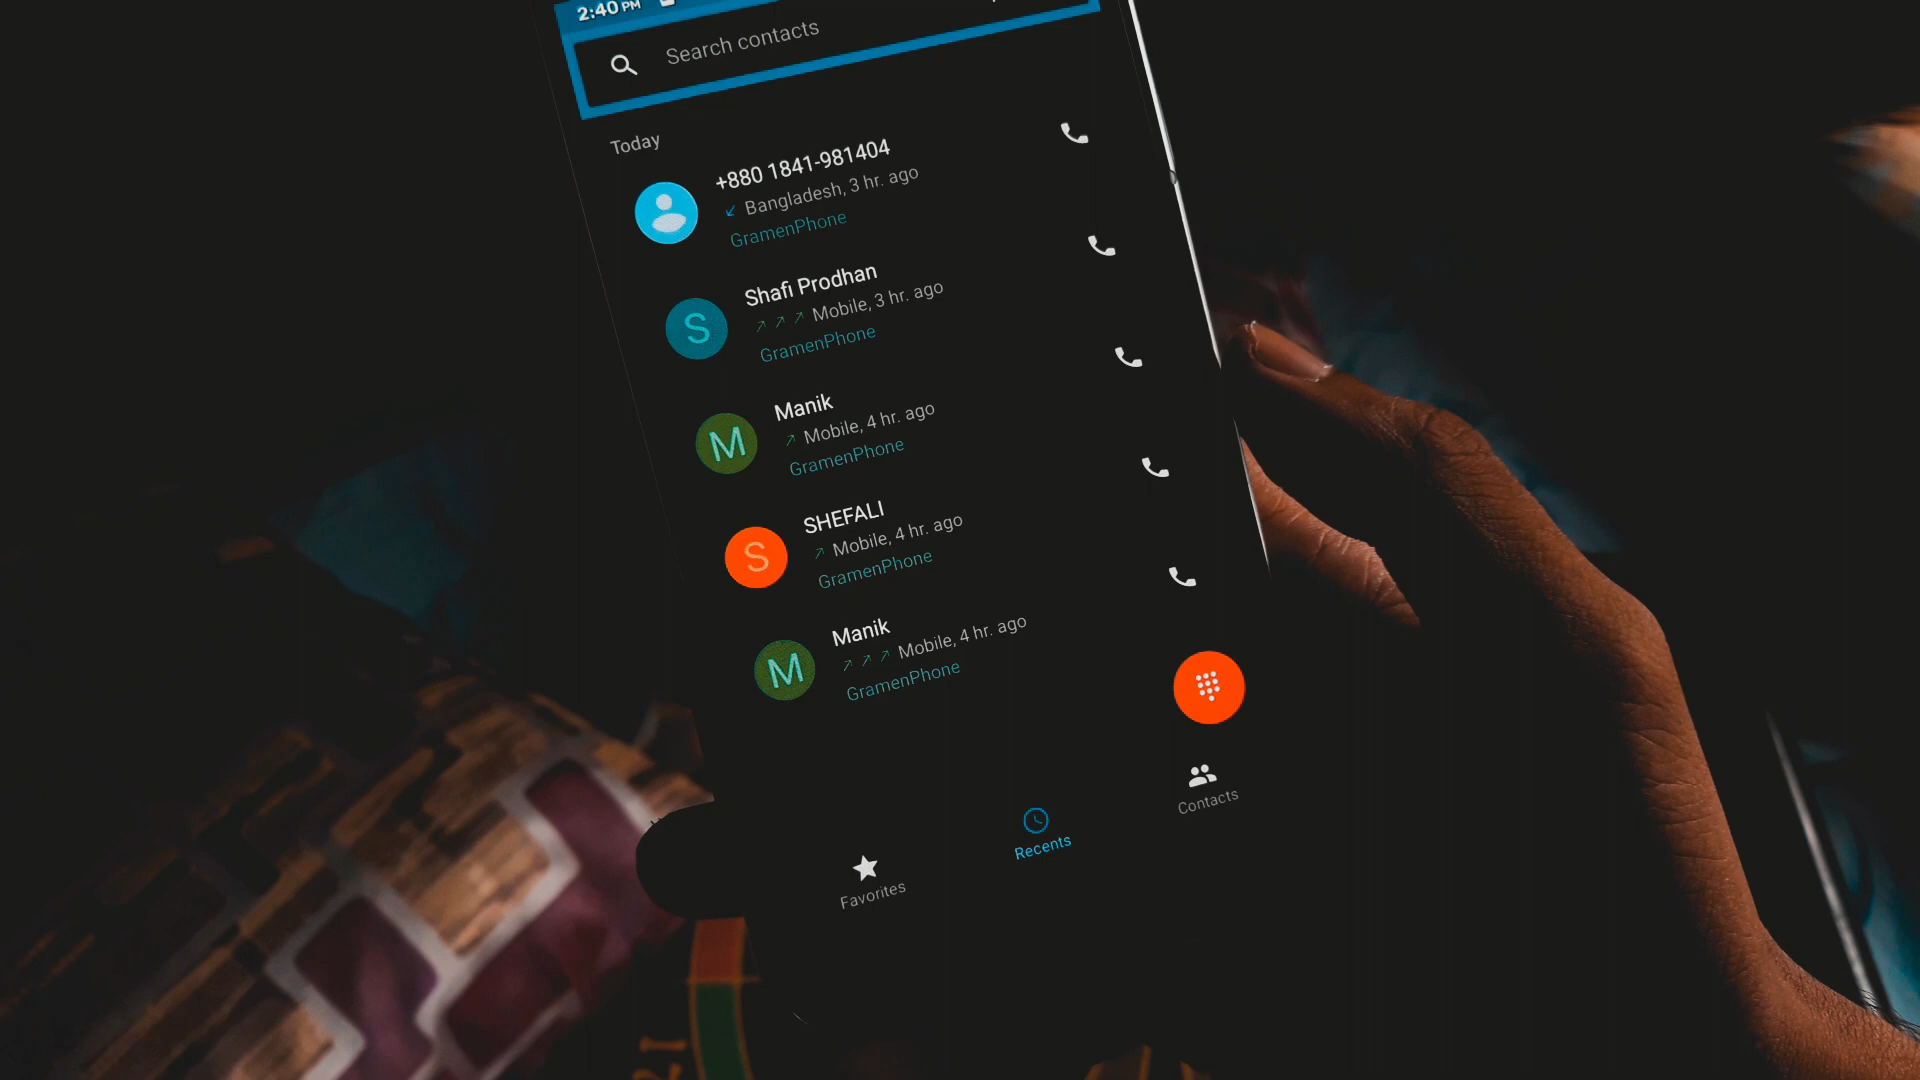 2:40 PM
Search contacts
Today
+880 1841-981404
Bangladesh, 3 hr. ago
GramenPhone
S
Shafi Prodhan
Mobile, 3 hr. ago
GramenPhone
M
Manik
Mobile, 4 hr. ago
GramenPhone
S
SHEFALI
Mobile, 4 hr. ago
GramenPhone
M
Manik
Mobile, 4 hr. ago
GramenPhone
Favorites
Recents
Contacts
21